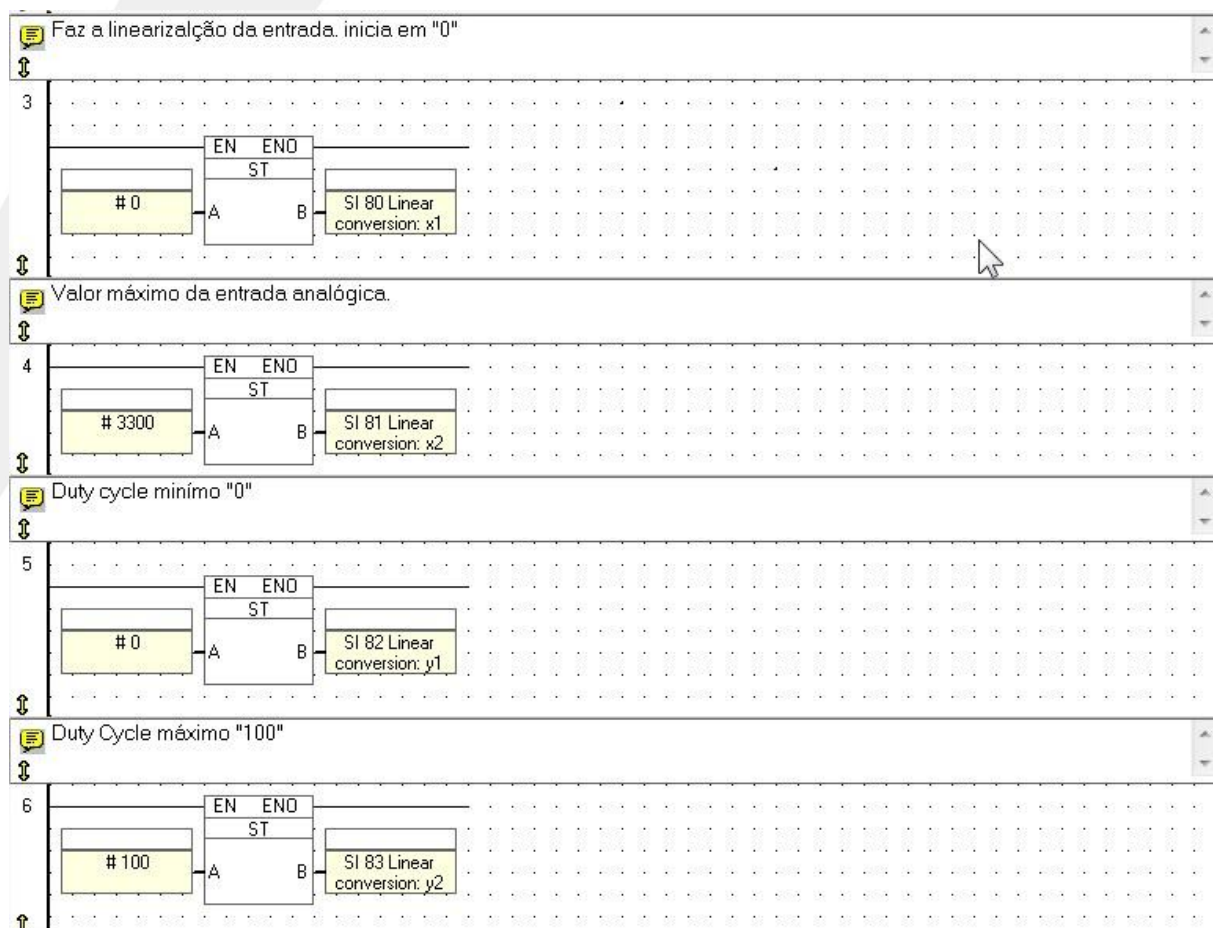 Faz a linearizalção da entrada. inicia em "0"
3
EN ENO
ST
# 0
A B
SI 80 Linear
conversion: x1
Valor máximo da entrada analógica.
4
EN ENO
ST
# 3300
A B
SI 81 Linear
conversion: x2
Duty cycle minímo "0"
5
EN ENO
ST
# 0
A B
SI 82 Linear
conversion: y1
Duty Cycle máximo "100"
6
EN ENO
ST
# 100
A B
SI 83 Linear
conversion: y2